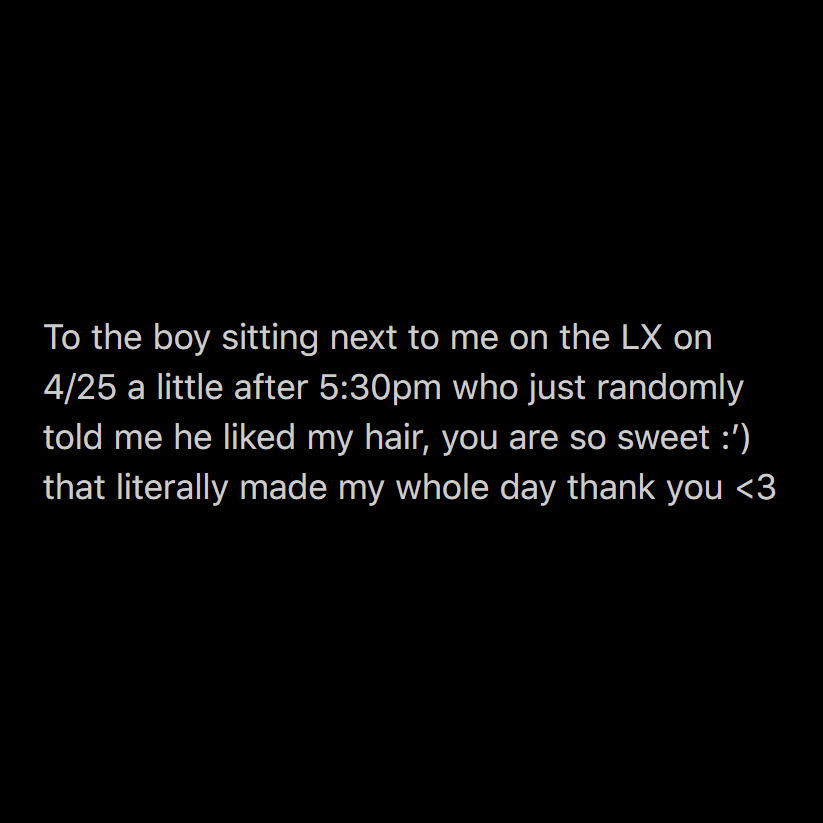 To the boy sitting next to me on the LX on
4/25 a little after 5:30pm who just randomly
told me he liked my hair, you are so sweet :’)
that literally made my whole day thank you <3